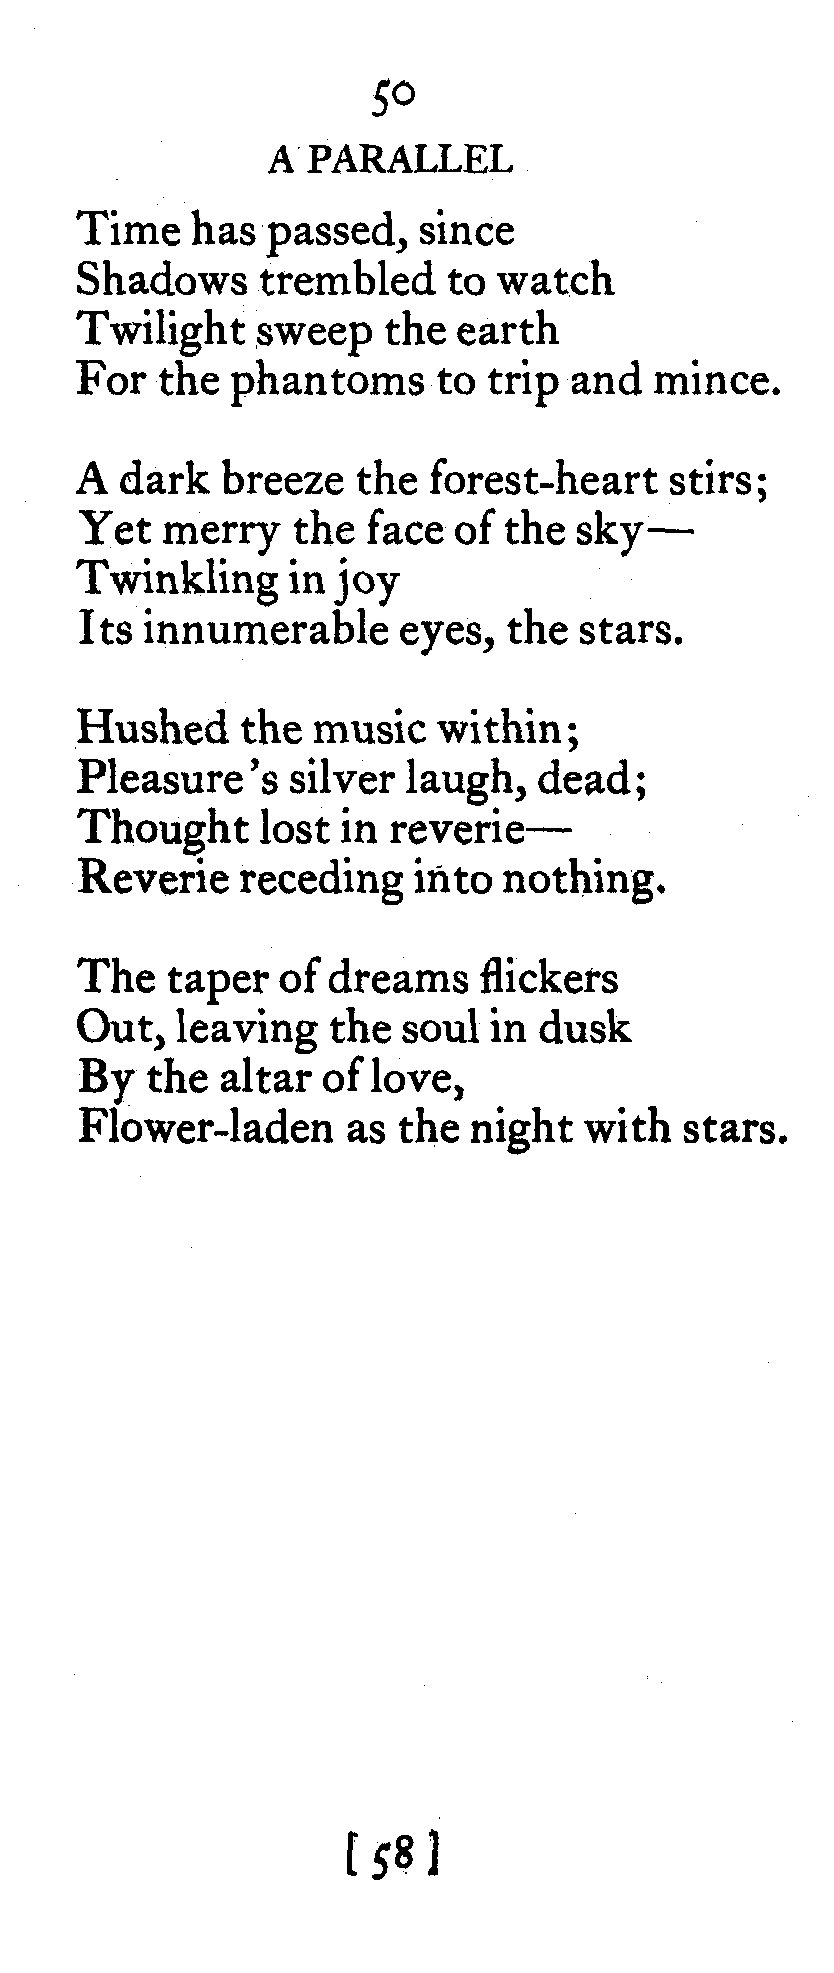 50
A PARALLEL
Time has passed, since
Shadows trembled to watch
Twilight sweep the earth
For the phantoms to trip and mince.
A dark breeze the forest-heart stirs;
Yet merry the face of the sky—
Twinkling in joy
Its innumerable eyes, the stars.
Hushed the music within;
Pleasure's silver laugh, dead;
Thought lost in reverie—
Reverie receding into nothing.
The taper of dreams flickers
Out, leaving the soul in dusk
By the altar of love,
Flower-laden as the night with stars.
[58]